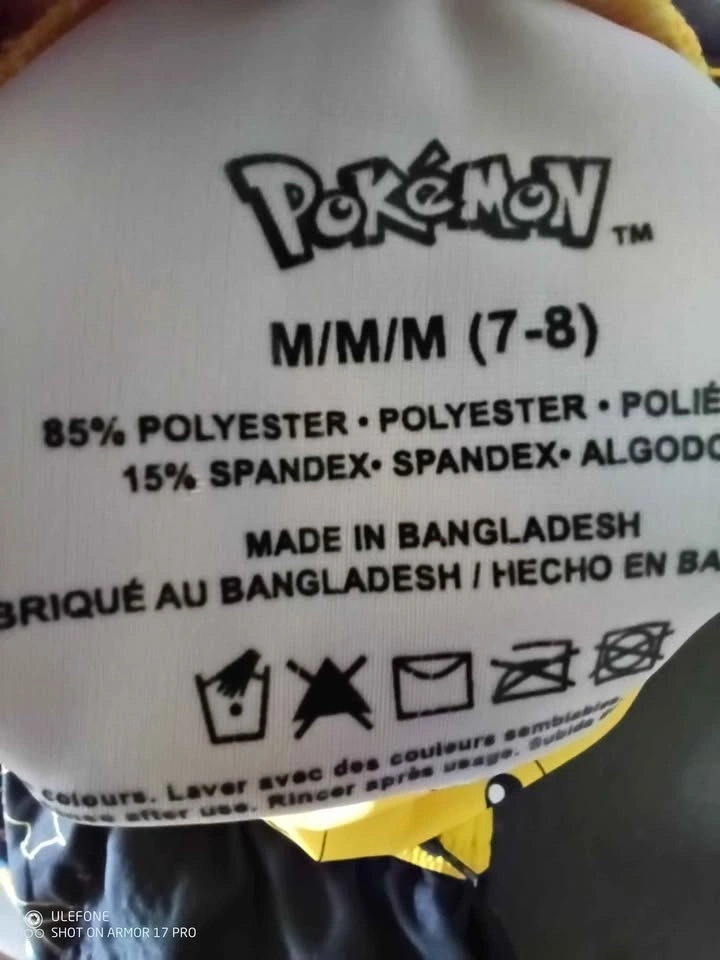 POKéMON TM
M/M/M (7-8)
85% POLYESTER • POLYESTER • POLIÉ
15% SPANDEX• SPANDEX• ALGODO
MADE IN BANGLADESH
BRIQUÉ AU BANGLADESH / HECHO EN BA
colours. Laver avec des couleurs semblables.
after use. Rincer après usage. Subida
ULEFONE
SHOT ON ARMOR 17 PRO